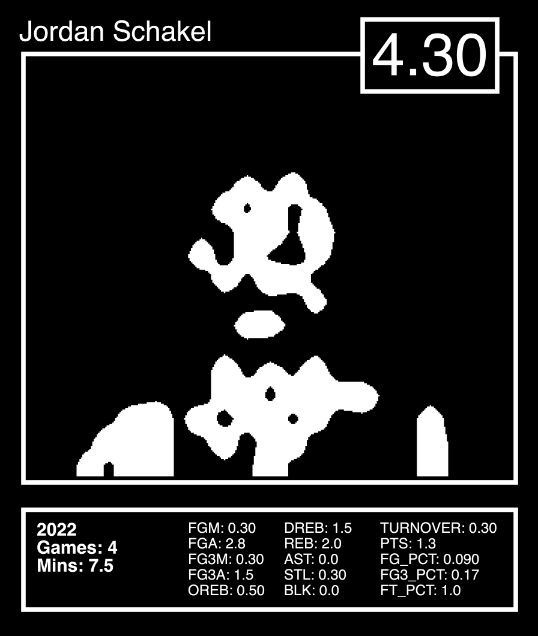 Jordan Schakel
4.30
2022
Games: 4
Mins: 7.5
FGM: 0.30
FGA: 2.8
FG3M: 0.30
FG3A: 1.5
OREB: 0.50
DREB: 1.5
REB: 2.0
AST: 0.0
STL: 0.30
BLK: 0.0
TURNOVER: 0.30
PTS: 1.3
FG_PCT: 0.090
FG3_PCT: 0.17
FT_PCT: 1.0